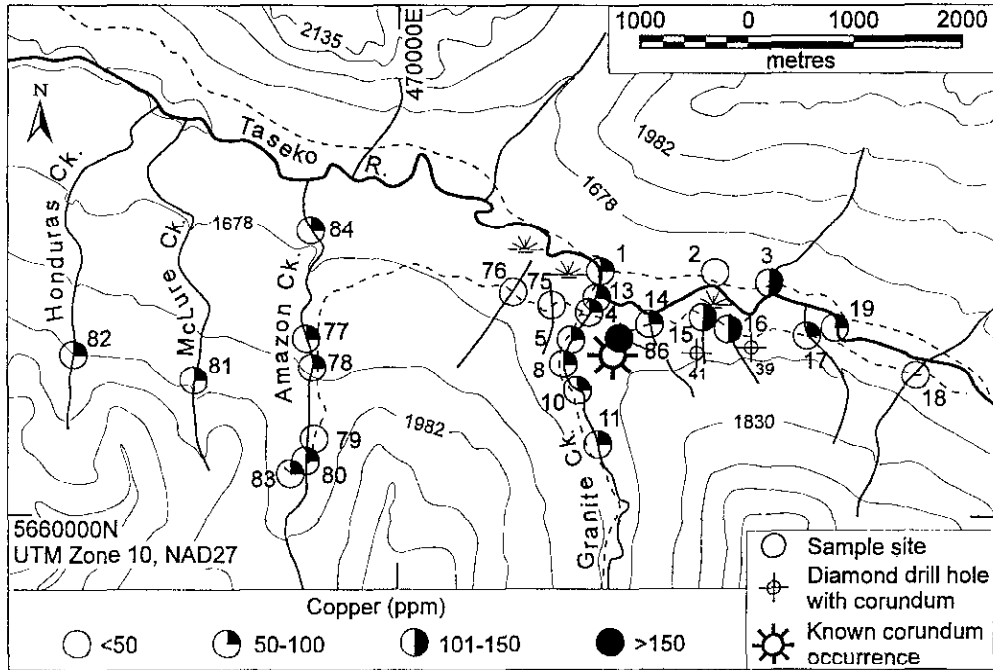 1000 0 1000 2000
metres
2135
470000E
N
Taseko R.
1982
1678
Honduras Ck.
McLure Ck.
1678
Amazon Ck.
84
76
75
1
2
3
13
4
14
15
16
19
17
18
5
86
41
39
8
10
11
82
81
77
78
79
80
83
1982
1830
Granite Ck.
5660000N
UTM Zone 10, NAD27
Copper (ppm)
<50
50-100
101-150
>150
Sample site
Diamond drill hole
with corundum
Known corundum
occurrence